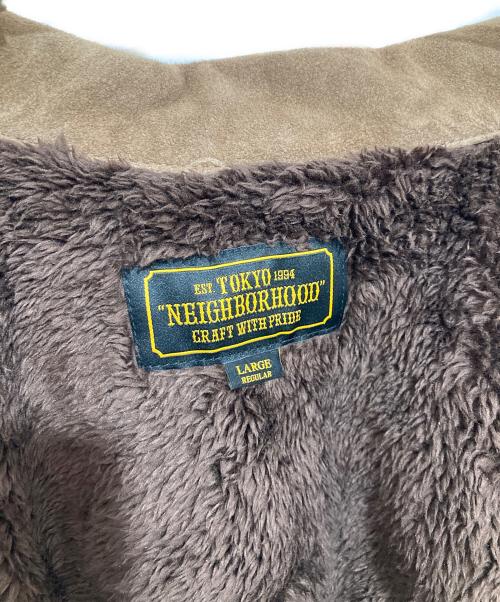 EST. TOKYO 1994
"NEIGHBORHOOD"
CRAFT WITH PRIDE
LARGE
REGULAR